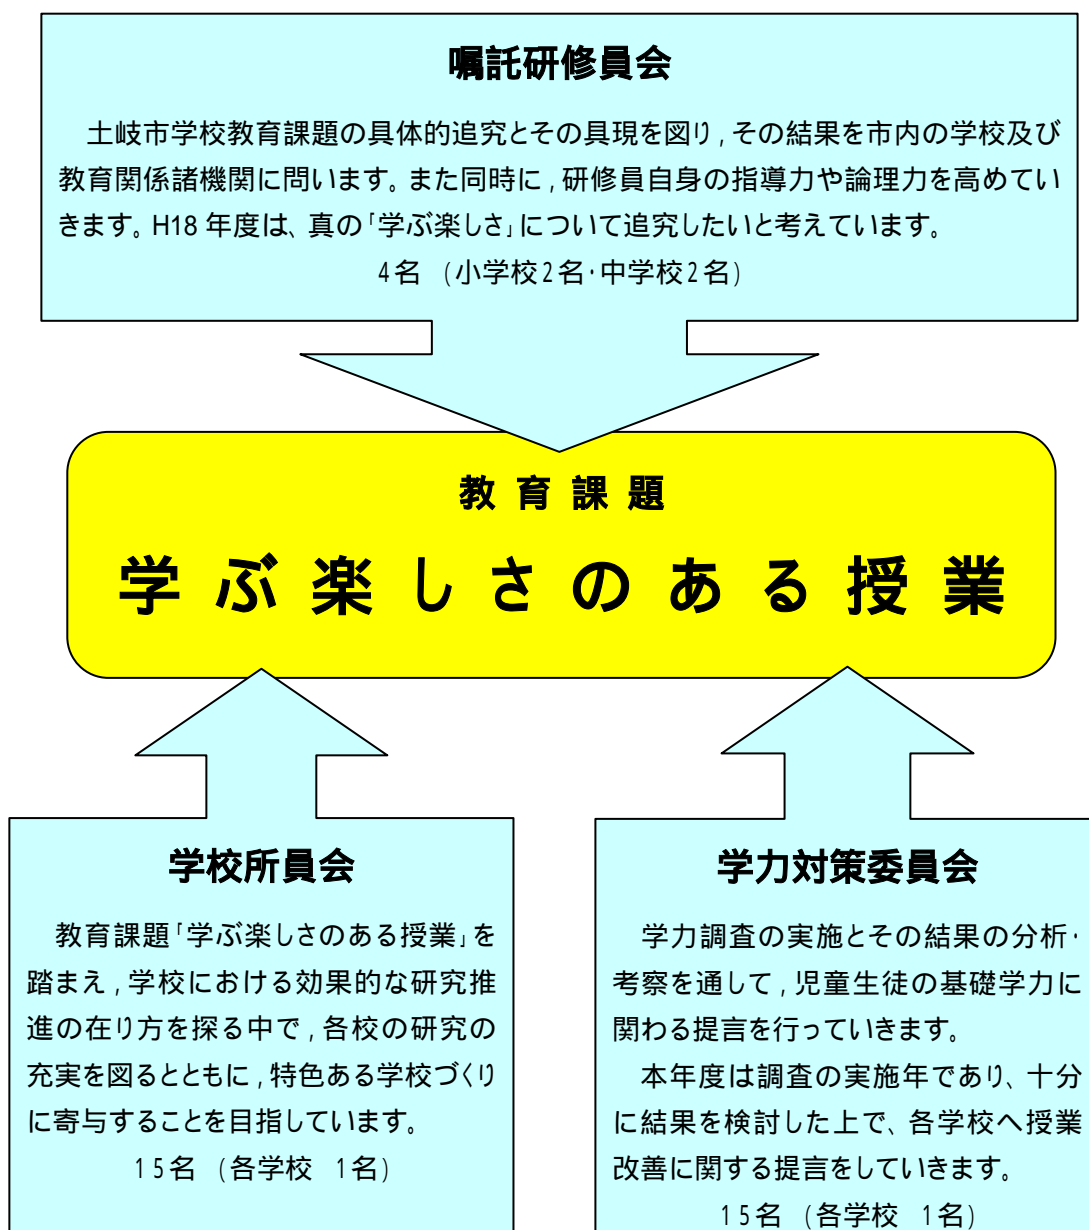 嘱託研修員会
土岐市学校教育課題の具体的追究とその具現を図り，その結果を市内の学校及び
教育関係諸機関に問います。また同時に，研修員自身の指導力や論理力を高めてい
きます。H18 年度は、真の「学ぶ楽しさ」について追究したいと考えています。
4名 （小学校2名・中学校2名）
教育課題
学ぶ楽しさのある授業
学校所員会
教育課題「学ぶ楽しさのある授業」を
踏まえ，学校における効果的な研究推
進の在り方を探る中で，各校の研究の
充実を図るとともに，特色ある学校づくり
に寄与することを目指しています。
15名 （各学校 1名）
学力対策委員会
学力調査の実施とその結果の分析・
考察を通して，児童生徒の基礎学力に
関わる提言を行っていきます。
本年度は調査の実施年であり、十分
に結果を検討した上で、各学校へ授業
改善に関する提言をしていきます。
15名 （各学校 1名）